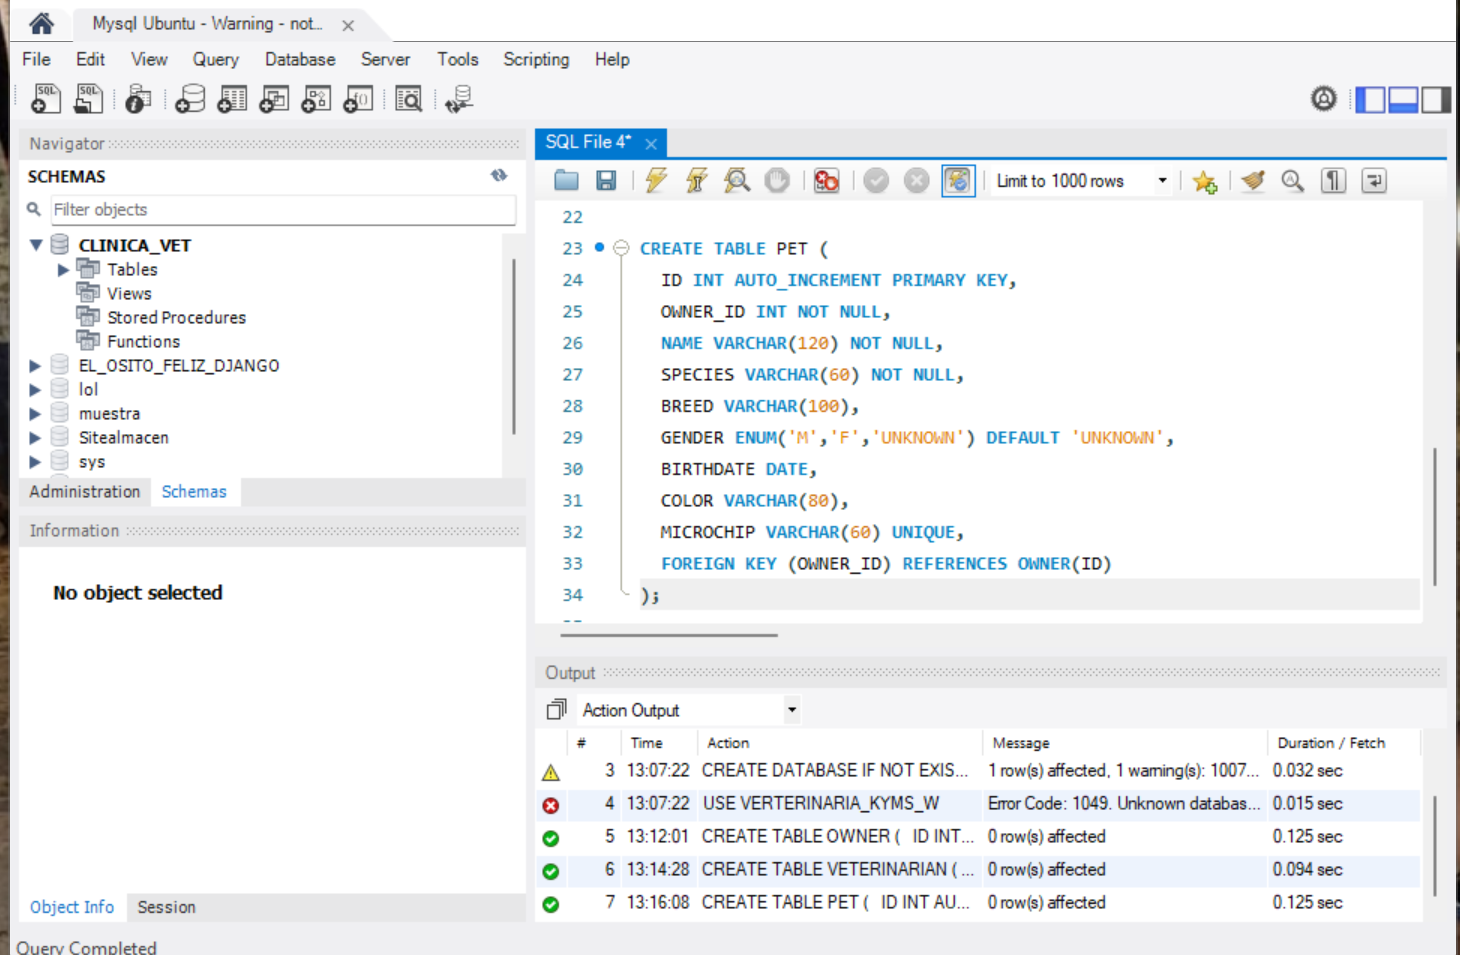 Mysql Ubuntu - Warning - not...
File Edit View Query Database Server Tools Scripting Help
Navigator
SCHEMAS
Filter objects
CLINICA_VET
Tables
Views
Stored Procedures
Functions
EL_OSITO_FELIZ_DJANGO
lol
muestra
Sitealmacen
sys
Administration Schemas
Information
No object selected
Object Info Session
Query Completed
SQL File 4*
Limit to 1000 rows
22
23 CREATE TABLE PET (
24 ID INT AUTO_INCREMENT PRIMARY KEY,
25 OWNER_ID INT NOT NULL,
26 NAME VARCHAR(120) NOT NULL,
27 SPECIES VARCHAR(60) NOT NULL,
28 BREED VARCHAR(100),
29 GENDER ENUM('M','F','UNKNOWN') DEFAULT 'UNKNOWN',
30 BIRTHDATE DATE,
31 COLOR VARCHAR(80),
32 MICROCHIP VARCHAR(60) UNIQUE,
33 FOREIGN KEY (OWNER_ID) REFERENCES OWNER(ID)
34 );
Output
Action Output
# Time Action Message Duration / Fetch
3 13:07:22 CREATE DATABASE IF NOT EXIS... 1 row(s) affected, 1 warning(s): 1007... 0.032 sec
4 13:07:22 USE VERTERINARIA_KYMS_W Error Code: 1049. Unknown databas... 0.015 sec
5 13:12:01 CREATE TABLE OWNER ( ID INT... 0 row(s) affected 0.125 sec
6 13:14:28 CREATE TABLE VETERINARIAN (... 0 row(s) affected 0.094 sec
7 13:16:08 CREATE TABLE PET ( ID INT AU... 0 row(s) affected 0.125 sec